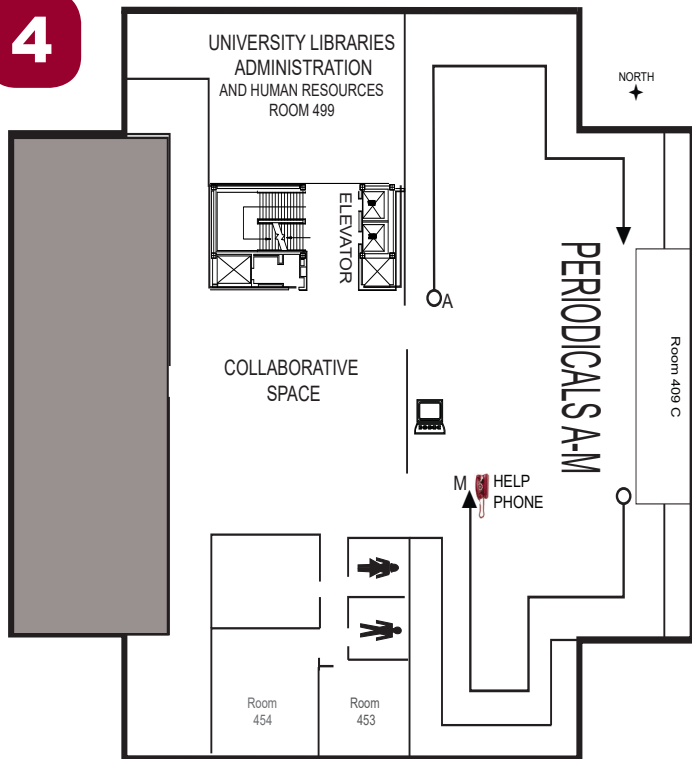 4
UNIVERSITY LIBRARIES
ADMINISTRATION
AND HUMAN RESOURCES
ROOM 499
NORTH
ELEVATOR
A
PERIODICALS A-M
Room 409 C
COLLABORATIVE
SPACE
M
HELP
PHONE
Room
454
Room
453